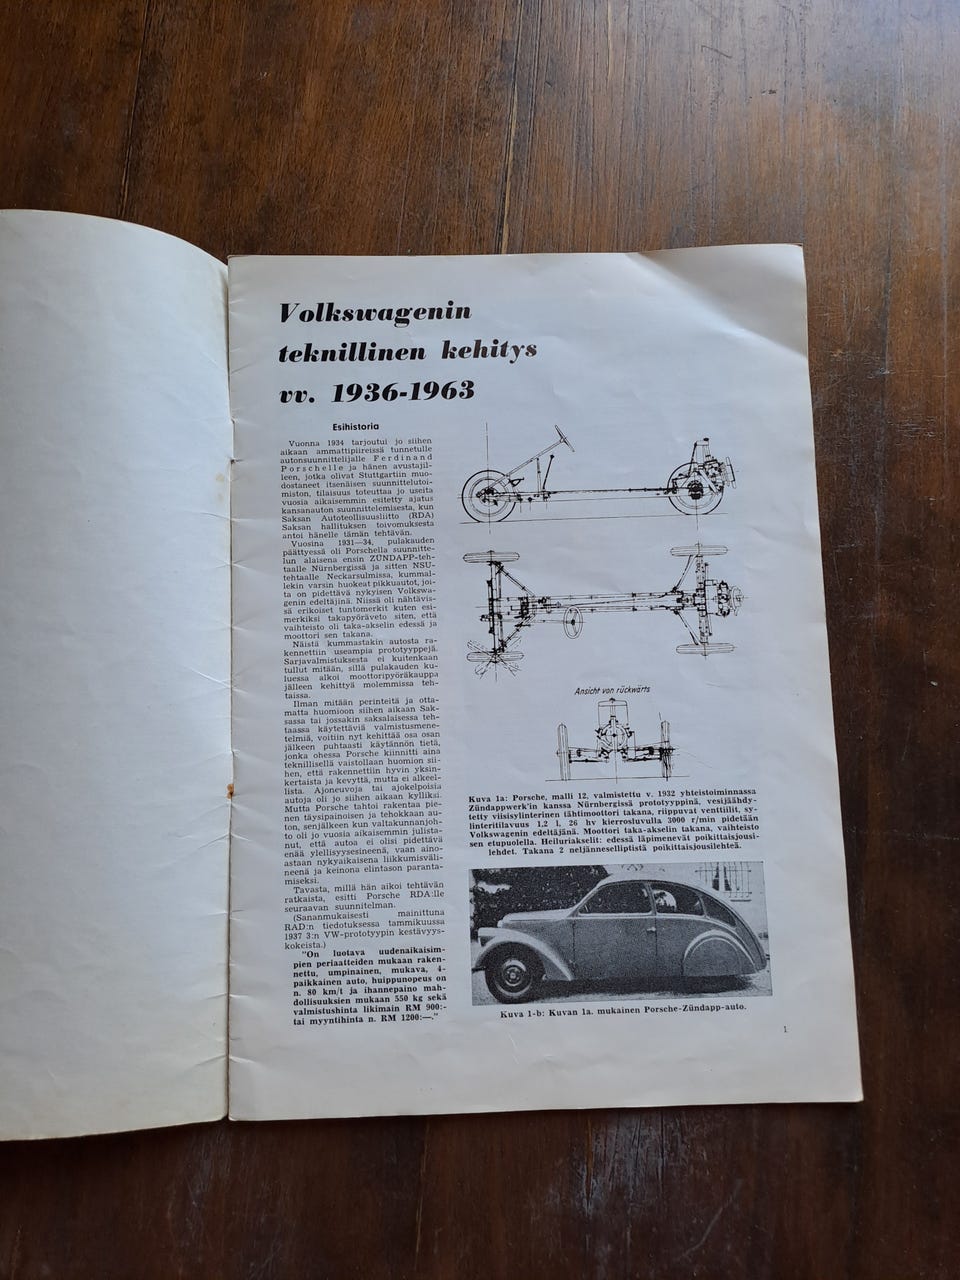 Volkswagenin
teknillinen kehitys
vv. 1936-1963
Esihistoria
Vuonna 1934 tarjoutui jo siihen
aikaan ammattipiireissä tunnetulle
autonsuunnittelijalle Ferdinand
Porschelle ja hänen avustajil-
leen, jotka olivat Stuttgartiin muo-
dostaneet itsenäisen suunnittelutoi-
miston, tilaisuus toteuttaa jo useita
vuosia aikaisemmin esitetty ajatus
kansanauton suunnittelemisesta, kun
Saksan Autoteollisuusliitto (RDA)
Saksan hallituksen toivomuksesta
antoi hänelle tämän tehtävän.
Vuosina 1931—34, pulakauden
päättyessä oli Porschella suunnitte-
lun alaisena ensin ZÜNDAPP-teh-
taalle Nürnbergissä ja sitten NSU-
tehtaalle Neckarsulmissa, kummal-
lekin varsin huokeat pikkuautot, joi-
ta on pidettävä nykyisen Volkswa-
genin edeltäjinä. Niissä oli nähtävis-
sä erikoiset tuntomerkit kuten esi-
merkiksi takapyöräveto siten, että
vaihteisto oli taka-akselin edessä ja
moottori sen takana.
Näistä kummastakin autosta ra-
kennettiin useampia prototyyppejä.
Sarjavalmistuksesta ei kuitenkaan
tullut mitään, sillä pulakauden ku-
luessa alkoi moottoripyöräkauppa
jälleen kehittyä molemmissa teh-
taissa.
Ilman mitään perinteitä ja otta-
matta huomioon siihen aikaan Sak-
sassa tai jossakin saksalaisessa teh-
taassa käytettäviä valmistusmene-
telmiä, voitiin nyt kehittää osa osan
jälkeen puhtaasti käytännön tietä,
jonka ohessa Porsche kiinnitti aina
teknillisellä vaistollaan huomion sii-
hen, että rakennettiin hyvin yksin-
kertaista ja kevyttä, mutta ei alkeel-
lista. Ajoneuvoja tai ajokelpoisia
autoja oli jo siihen aikaan kylliksi.
Mutta Porsche tahtoi rakentaa pie-
nen täysipainoisen ja tehokkaan au-
ton, senjälkeen kun valtakunnanjoh-
to oli jo vuosia aikaisemmin julista-
nut, että autoa ei olisi pidettävä
enää ylellisyysesineenä, vaan aino-
astaan nykyaikaisena liikkumisväli-
neenä ja keinona elintason paranta-
miseksi.
Tavasta, millä hän aikoi tehtävän
ratkaista, esitti Porsche RDA:lle
seuraavan suunnitelman.
(Sananmukaisesti mainittuna
RAD:n tiedotuksessa tammikuussa
1937 3:n VW-prototyypin kestävyys-
kokeista.)
"On luotava uudenaikaisim-
pien periaatteiden mukaan raken-
nettu, umpinainen, mukava, 4-
paikkainen auto, huippunopeus on
n. 80 km/t ja ihannepaino mah-
dollisuuksien mukaan 550 kg sekä
valmistushinta likimain RM 900:-
tai myyntihinta n. RM 1200:—."
Ansicht von rückwärts
Kuva 1a: Porsche, malli 12, valmistettu v. 1932 yhteistoiminnassa
Zündappwerk'in kanssa Nürnbergissä prototyyppinä, vesijäähdy-
tetty viisisylinterinen tähtimoottori takana, riippuvat venttiilit, sy-
linteritilavuus 1,2 l, 26 hv kierrosluvulla 3000 r/min pidetään
Volkswagenin edeltäjänä. Moottori taka-akselin takana, vaihteisto
sen etupuolella. Heiluriakselit: edessä läpimenevät poikittaisjousi-
lehdet. Takana 2 neljänneselliptistä poikittaisjousilehteä.
Kuva 1-b: Kuvan 1a. mukainen Porsche-Zündapp-auto.
1